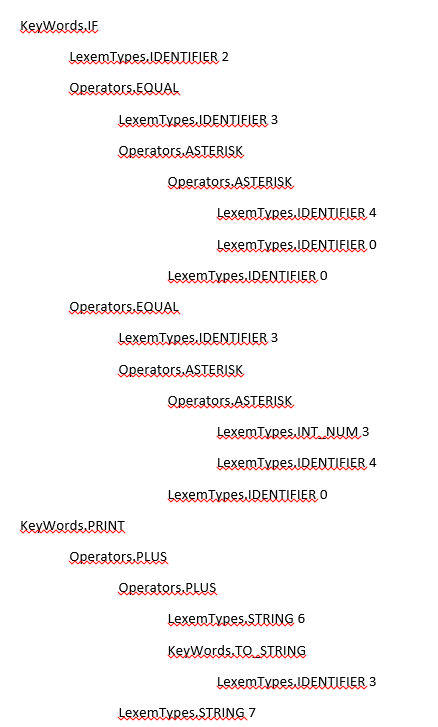 KeyWords.IF
LexemTypes.IDENTIFIER 2
Operators.EQUAL
LexemTypes.IDENTIFIER 3
Operators.ASTERISK
Operators.ASTERISK
LexemTypes.IDENTIFIER 4
LexemTypes.IDENTIFIER 0
LexemTypes.IDENTIFIER 0
Operators.EQUAL
LexemTypes.IDENTIFIER 3
Operators.ASTERISK
Operators.ASTERISK
LexemTypes.INT_NUM 3
LexemTypes.IDENTIFIER 4
LexemTypes.IDENTIFIER 0
KeyWords.PRINT
Operators.PLUS
Operators.PLUS
LexemTypes.STRING 6
KeyWords.TO_STRING
LexemTypes.IDENTIFIER 3
LexemTypes.STRING 7